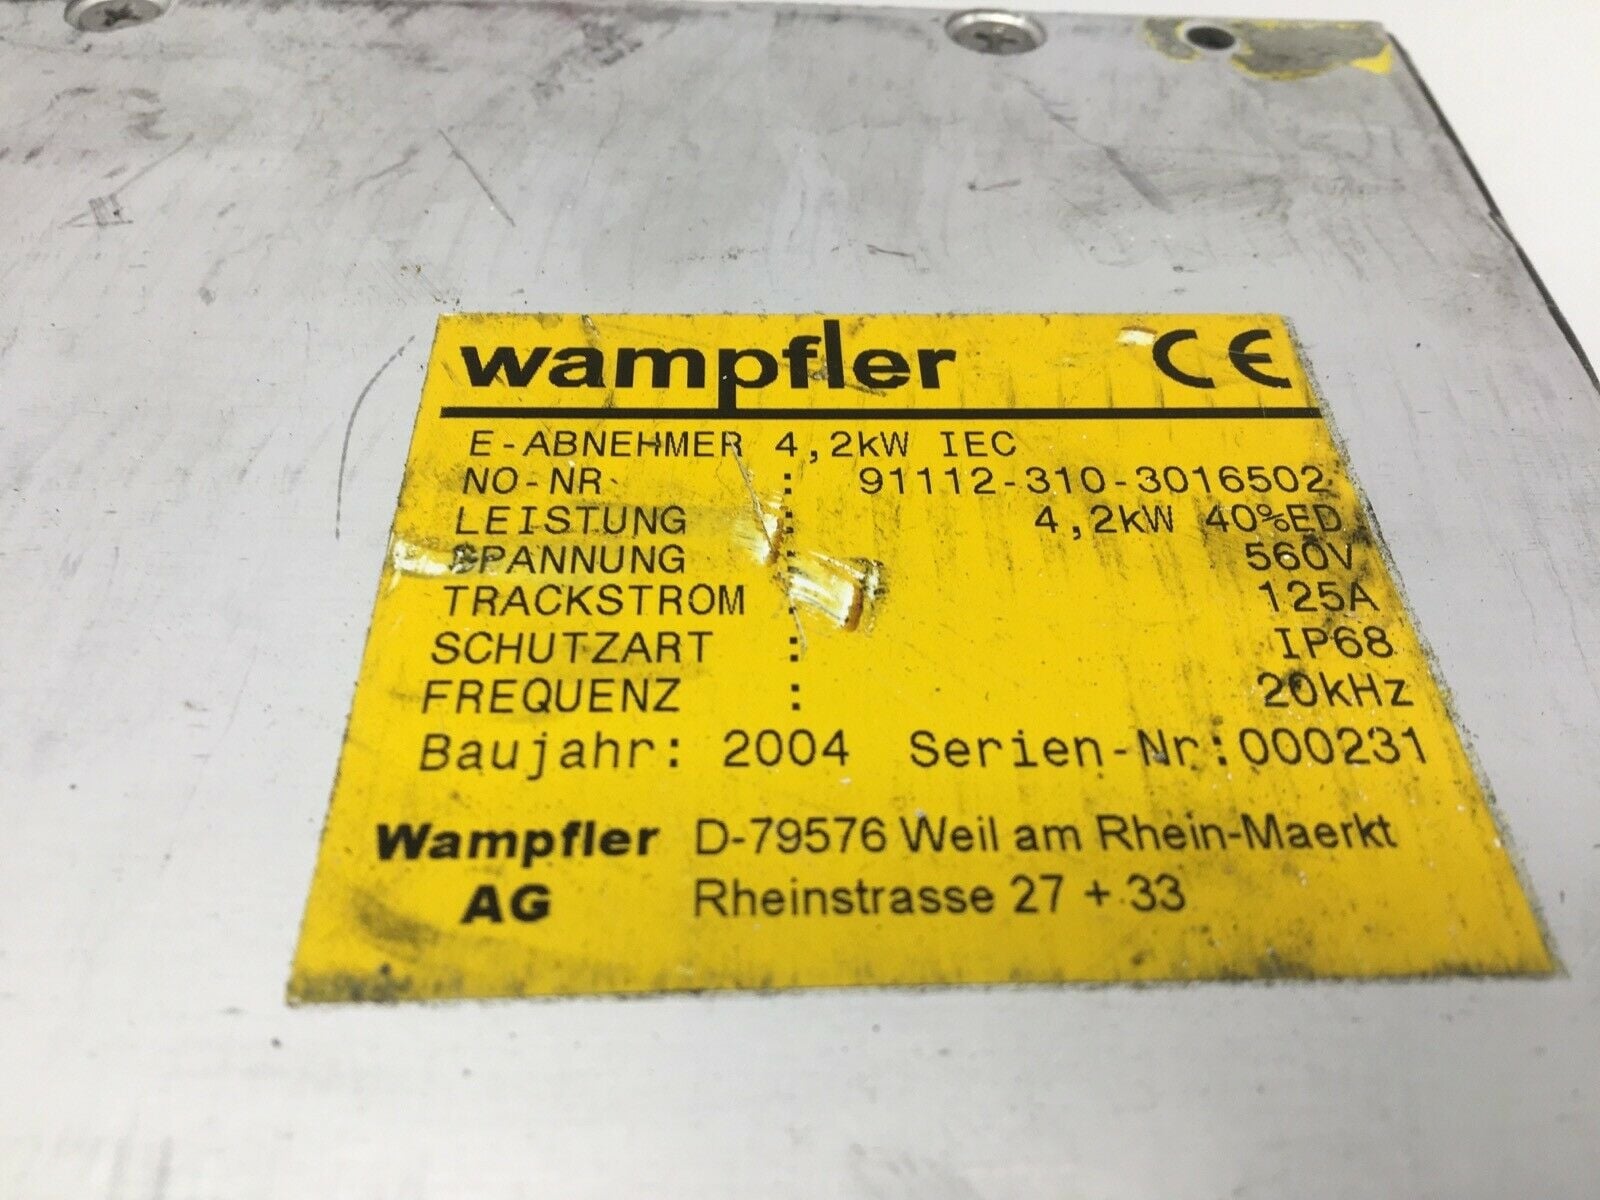 wampfler CE
E-ABNEHMER 4,2kW IEC
NO-NR : 91112-310-3016502
LEISTUNG : 4,2kW 40%ED
SPANNUNG : 560V
TRACKSTROM : 125A
SCHUTZART : IP68
FREQUENZ : 20kHz
Baujahr: 2004 Serien-Nr:000231
Wampfler D-79576 Weil am Rhein-Maerkt
AG Rheinstrasse 27 + 33